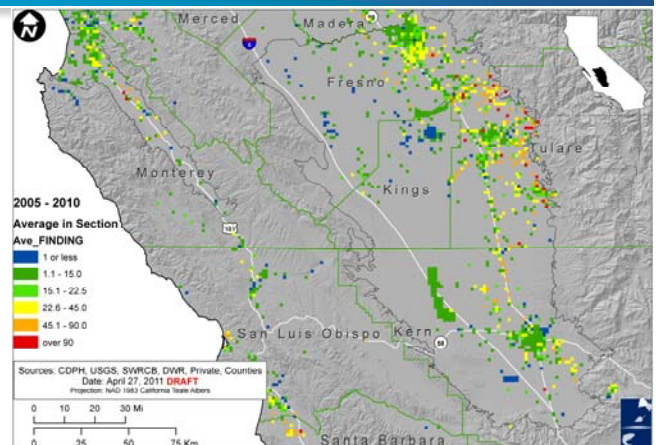 N
Merced
Madera
5
Fresno
Tulare
Monterey
Kings
101
2005 - 2010
Average in Section
Ave_FINDING
1 or less
1.1 - 15.0
15.1 - 22.5
22.6 - 45.0
45.1 - 90.0
over 90
San Luis Obispo
Kern
58
Sources: CDPH, USGS, SWRCB, DWR, Private, Counties
Date: April 27, 2011 DRAFT
Projection: NAD 1983 California Teale Albers
0 10 20 30 Mi
0 25 50 75 Km
Santa Barbara